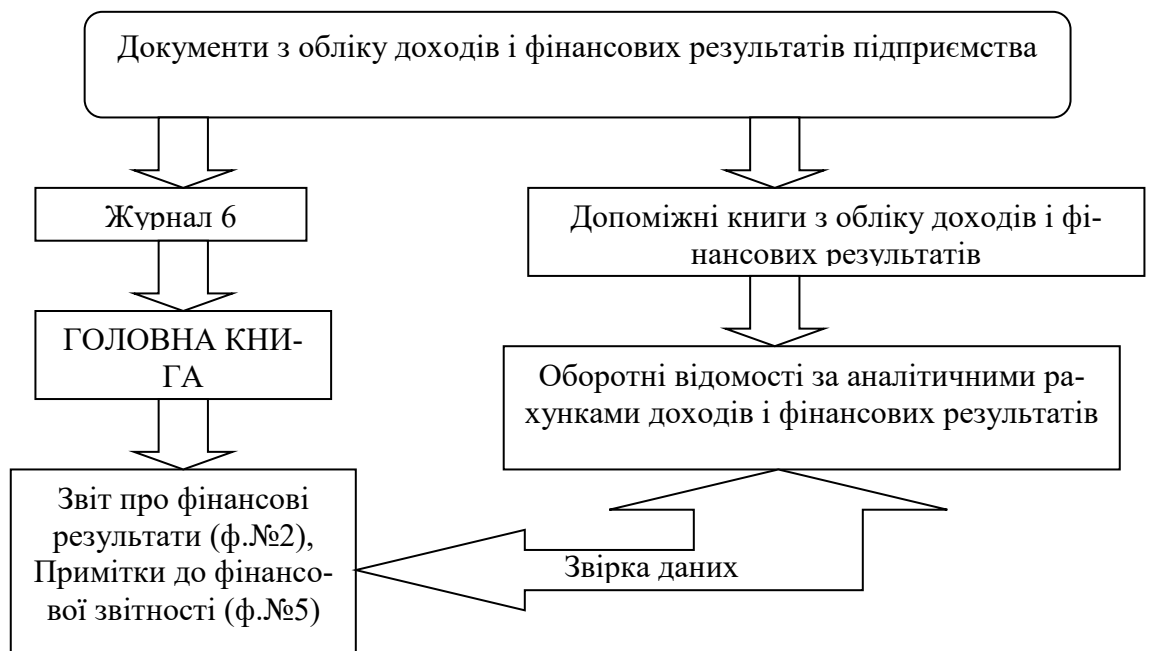 Документи з обліку доходів і фінансових результатів підприємства
Журнал 6
Допоміжні книги з обліку доходів і фі-
нансових результатів
ГОЛОВНА КНИ-
ГА
Оборотні відомості за аналітичними ра-
хунками доходів і фінансових результатів
Звіт про фінансові
результати (ф.№2),
Примітки до фінансо-
вої звітності (ф.№5)
Звірка даних